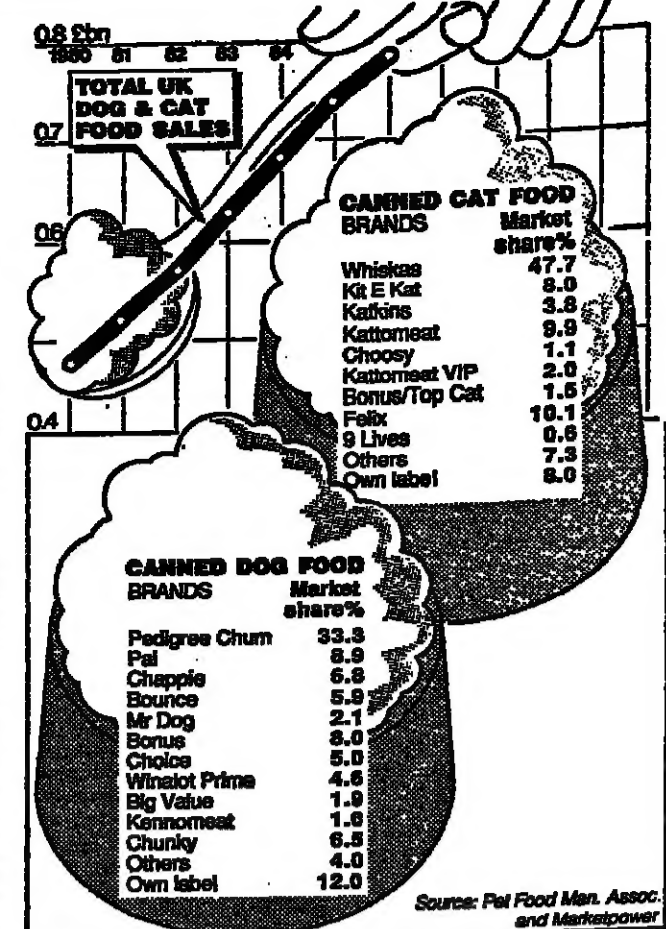 0.8 £bn
1980 81 82 83 84
TOTAL UK
DOG & CAT
FOOD SALES
0.7
0.6
0.4
CANNED CAT FOOD
BRANDS Market
share%
Whiskas 47.7
Kit E Kat 8.0
Katkins 3.8
Kattomeat 9.9
Choosy 1.1
Kattomeat VIP 2.0
Bonus/Top Cat 1.5
Felix 10.1
9 Lives 0.6
Others 7.3
Own label 8.0
CANNED DOG FOOD
BRANDS Market
share%
Pedigree Chum 33.3
Pal 8.9
Chappie 6.8
Bounce 5.9
Mr Dog 2.1
Bonus 8.0
Choice 5.0
Winalot Prime
Big Value 1.9
Kennomeat 1.6
Chunky 6.5
Others 4.0
Own label 12.0
Source: Pet Food Man. Assoc.
and Marketpower